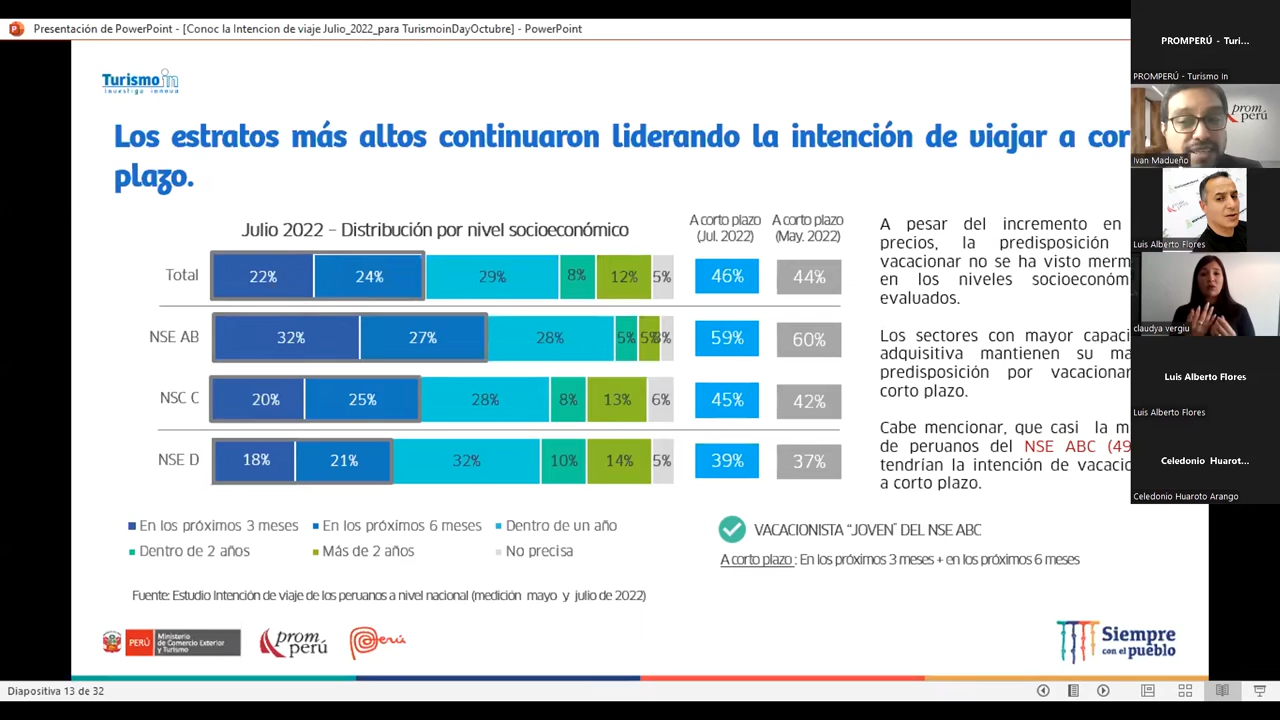 Presentación de PowerPoint - [Conoc la Intencion de viaje Julio_2022_para TurismoinDayOctubre] - PowerPoint
Turismo in
investiga innova
Los estratos más altos continuaron liderando la intención de viajar a cor
plazo.
Julio 2022 – Distribución por nivel socioeconómico
A corto plazo
(Jul. 2022)
A corto plazo
(May. 2022)
Total 22% 24% 29% 8% 12% 5% 46% 44%
NSE AB 32% 27% 28% 5% 5% 3% 59% 60%
NSC C 20% 25% 28% 8% 13% 6% 45% 42%
NSE D 18% 21% 32% 10% 14% 5% 39% 37%
En los próximos 3 meses En los próximos 6 meses Dentro de un año
Dentro de 2 años Más de 2 años No precisa
Fuente: Estudio Intención de viaje de los peruanos a nivel nacional (medición mayo y julio de 2022)
A pesar del incremento en
precios, la predisposición
vacacionar no se ha visto merm
en los niveles socioeconóm
evaluados.
Los sectores con mayor capaci
adquisitiva mantienen su ma
predisposición por vacacionar
corto plazo.
Cabe mencionar, que casi la m
de peruanos del NSE ABC (49
tendrían la intención de vacaci
a corto plazo.
VACACIONISTA “JOVEN” DEL NSE ABC
A corto plazo : En los próximos 3 meses + en los próximos 6 meses
PERÚ
Ministerio
de Comercio Exterior
y Turismo
prom
perú
Perú
Siempre
con el pueblo
Diapositiva 13 de 32
PROMPERÚ - Turi...
PROMPERÚ - Turismo In
prom
perú
Ivan Madueño
Luis Alberto Flores
claudya vergiu
Luis Alberto Flores
Luis Alberto Flores
Celedonio Huarot...
Celedonio Huaroto Arango